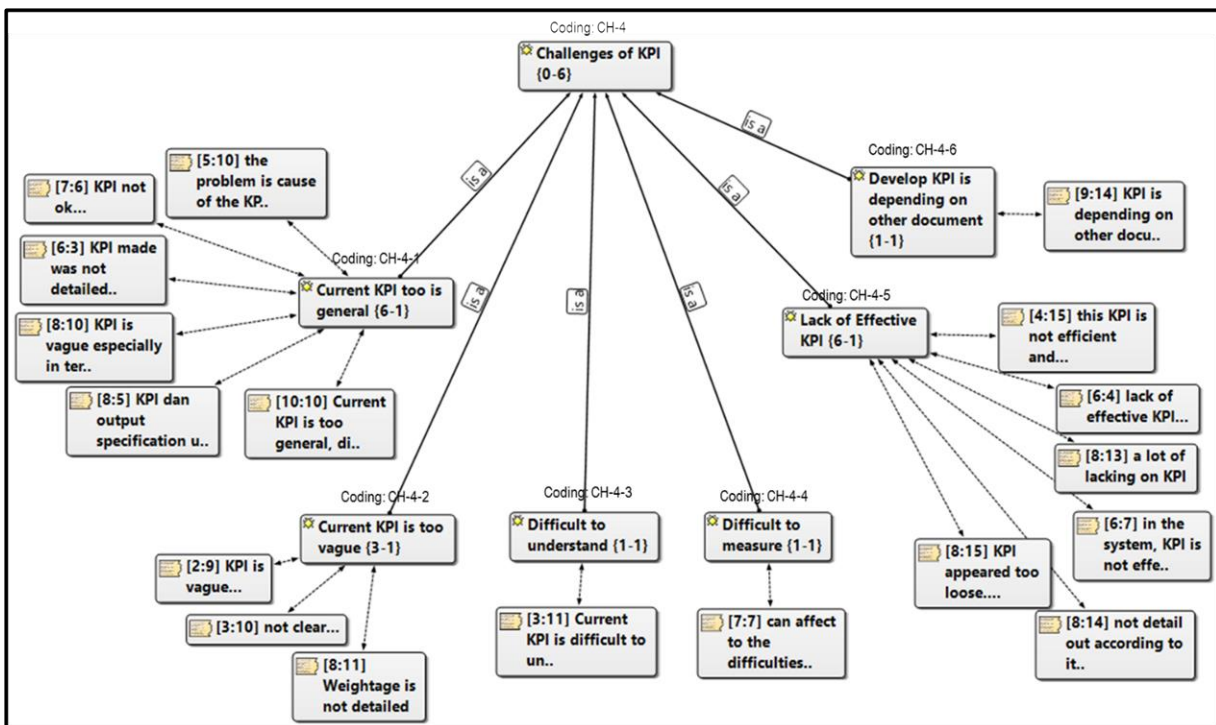 Coding: CH-4
Challenges of KPI
{0-6}
is a
is a
is a
is a
is a
is a
Coding: CH-4-6
Develop KPI is
depending on
other document
{1-1}
[9:14] KPI is
depending on
other docu..
[5:10] the
problem is cause
of the KP..
[7:6] KPI not
ok...
[6:3] KPI made
was not
detailed..
[8:10] KPI is
vague especially
in ter..
[8:5] KPI dan
output
specification u..
[10:10] Current
KPI is too
general, di..
Coding: CH-4-1
Current KPI too is
general {6-1}
Coding: CH-4-5
Lack of Effective
KPI {6-1}
[4:15] this KPI is
not efficient
and...
[6:4] lack of
effective KPI...
[8:13] a lot of
lacking on KPI
[6:7] in the
system, KPI is
not effe..
[8:15] KPI
appeared too
loose....
[8:14] not detail
out according to
it..
Coding: CH-4-2
Current KPI is too
vague {3-1}
[2:9] KPI is
vague...
[3:10] not clear...
[8:11]
Weightage is
not detailed
Coding: CH-4-3
Difficult to
understand {1-1}
[3:11] Current
KPI is difficult to
un..
Coding: CH-4-4
Difficult to
measure {1-1}
[7:7] can affect
to the
difficulties..